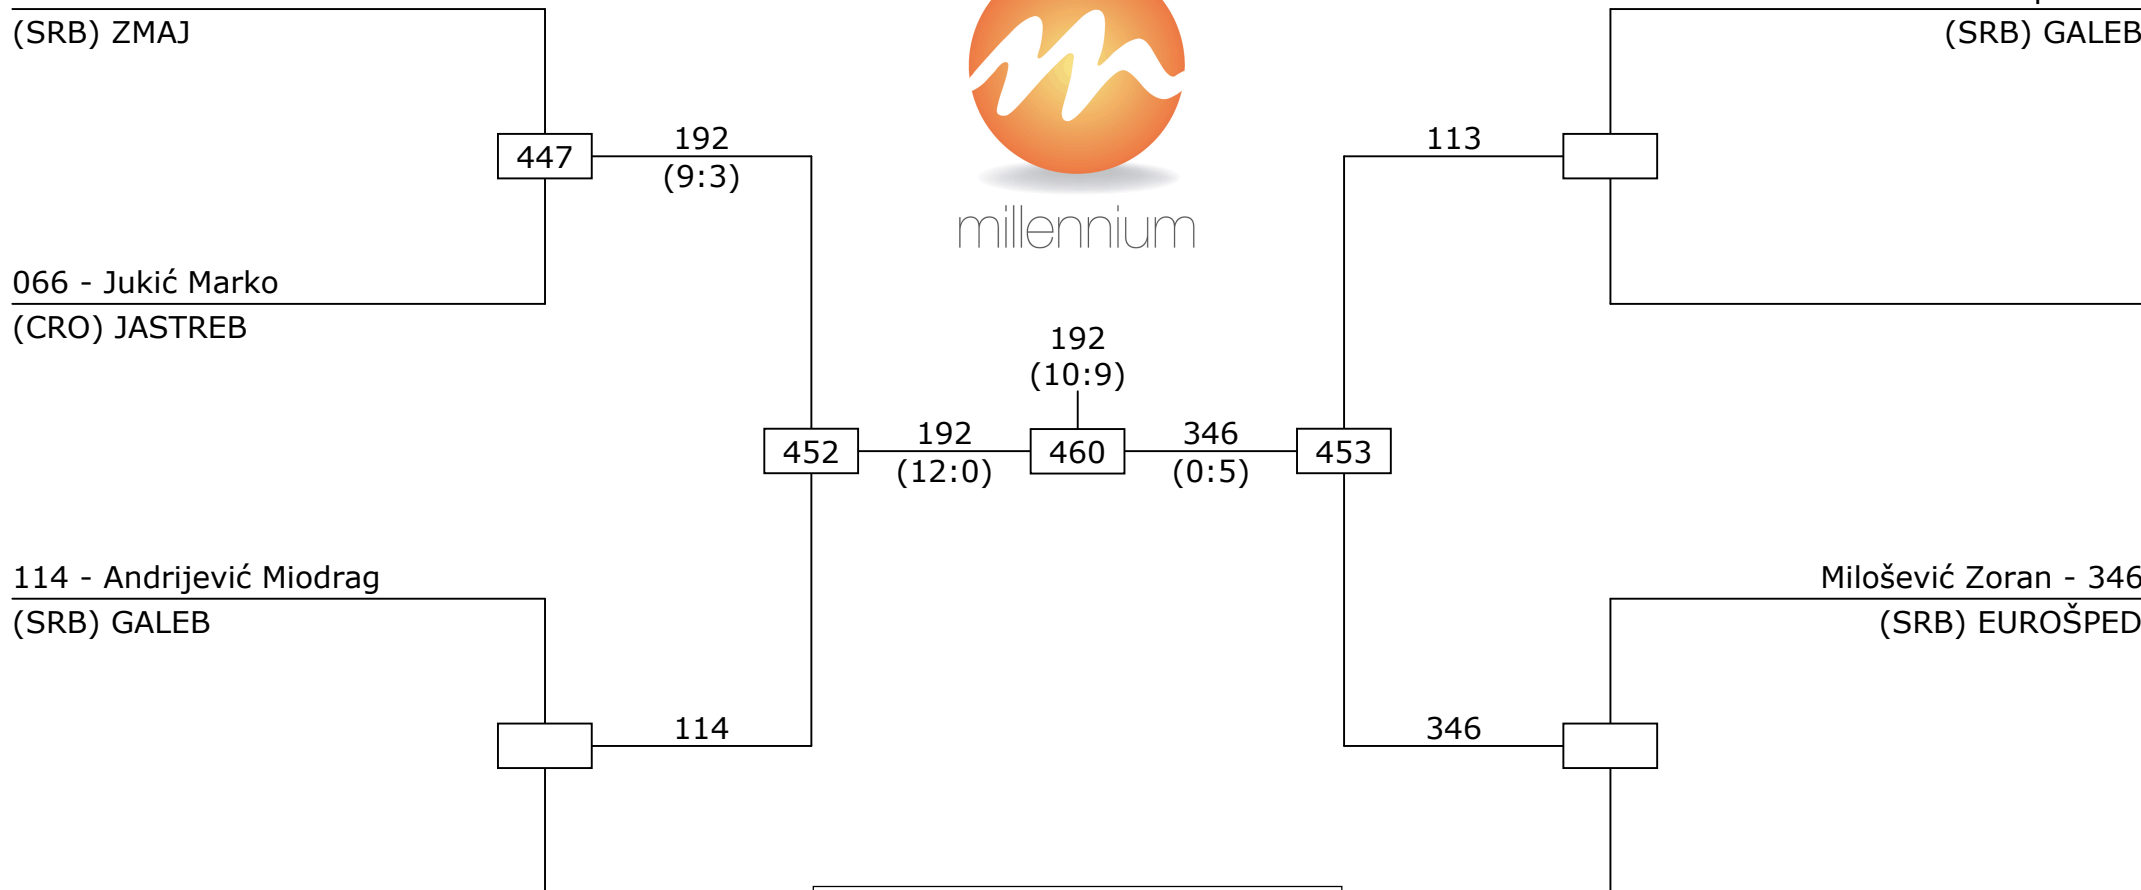 (SRB) ZMAJ
(SRB) GALEB
447
192
(9:3)
113
millennium
066 - Jukić Marko
(CRO) JASTREB
192
(10:9)
452
192
(12:0)
460
346
(0:5)
453
114 - Andrijević Miodrag
(SRB) GALEB
Milošević Zoran - 346
(SRB) EUROŠPED
114
346